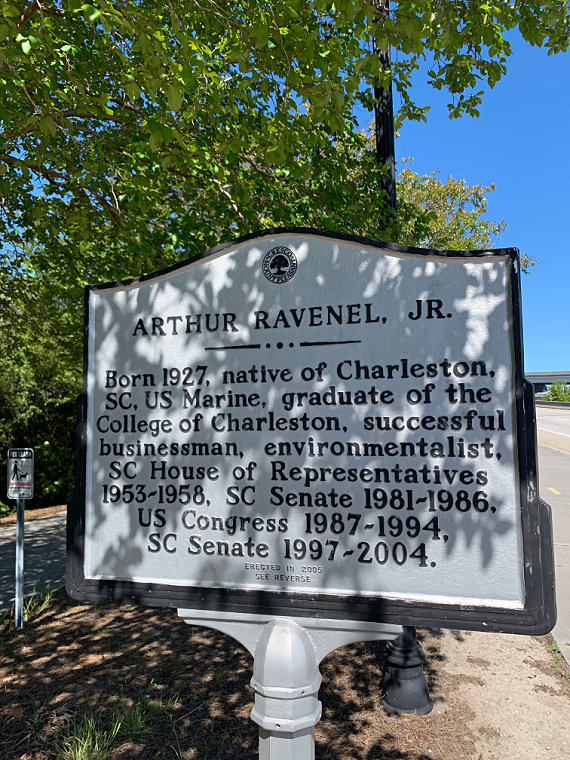 ARTHUR RAVENEL, JR.
Born 1927, native of Charleston,
SC, US Marine, graduate of the
College of Charleston, successful
businessman, environmentalist,
SC House of Representatives
1953~1958, SC Senate 1981~1986,
US Congress 1987~1994,
SC Senate 1997~2004.
ERECTED IN 2005
SEE REVERSE